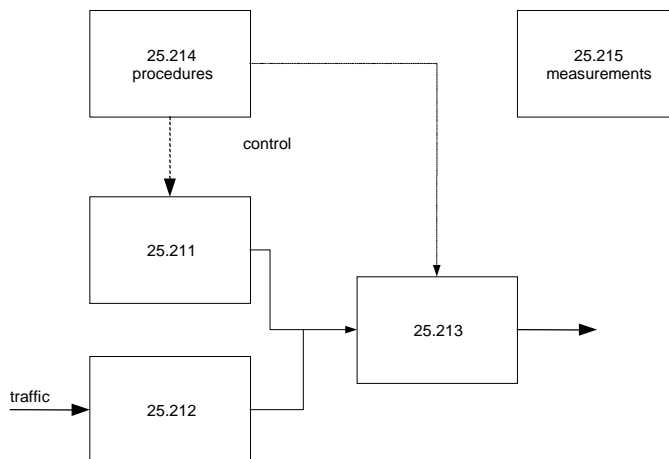 25.214
procedures
25.215
measurements
control
25.211
25.213
traffic
25.212